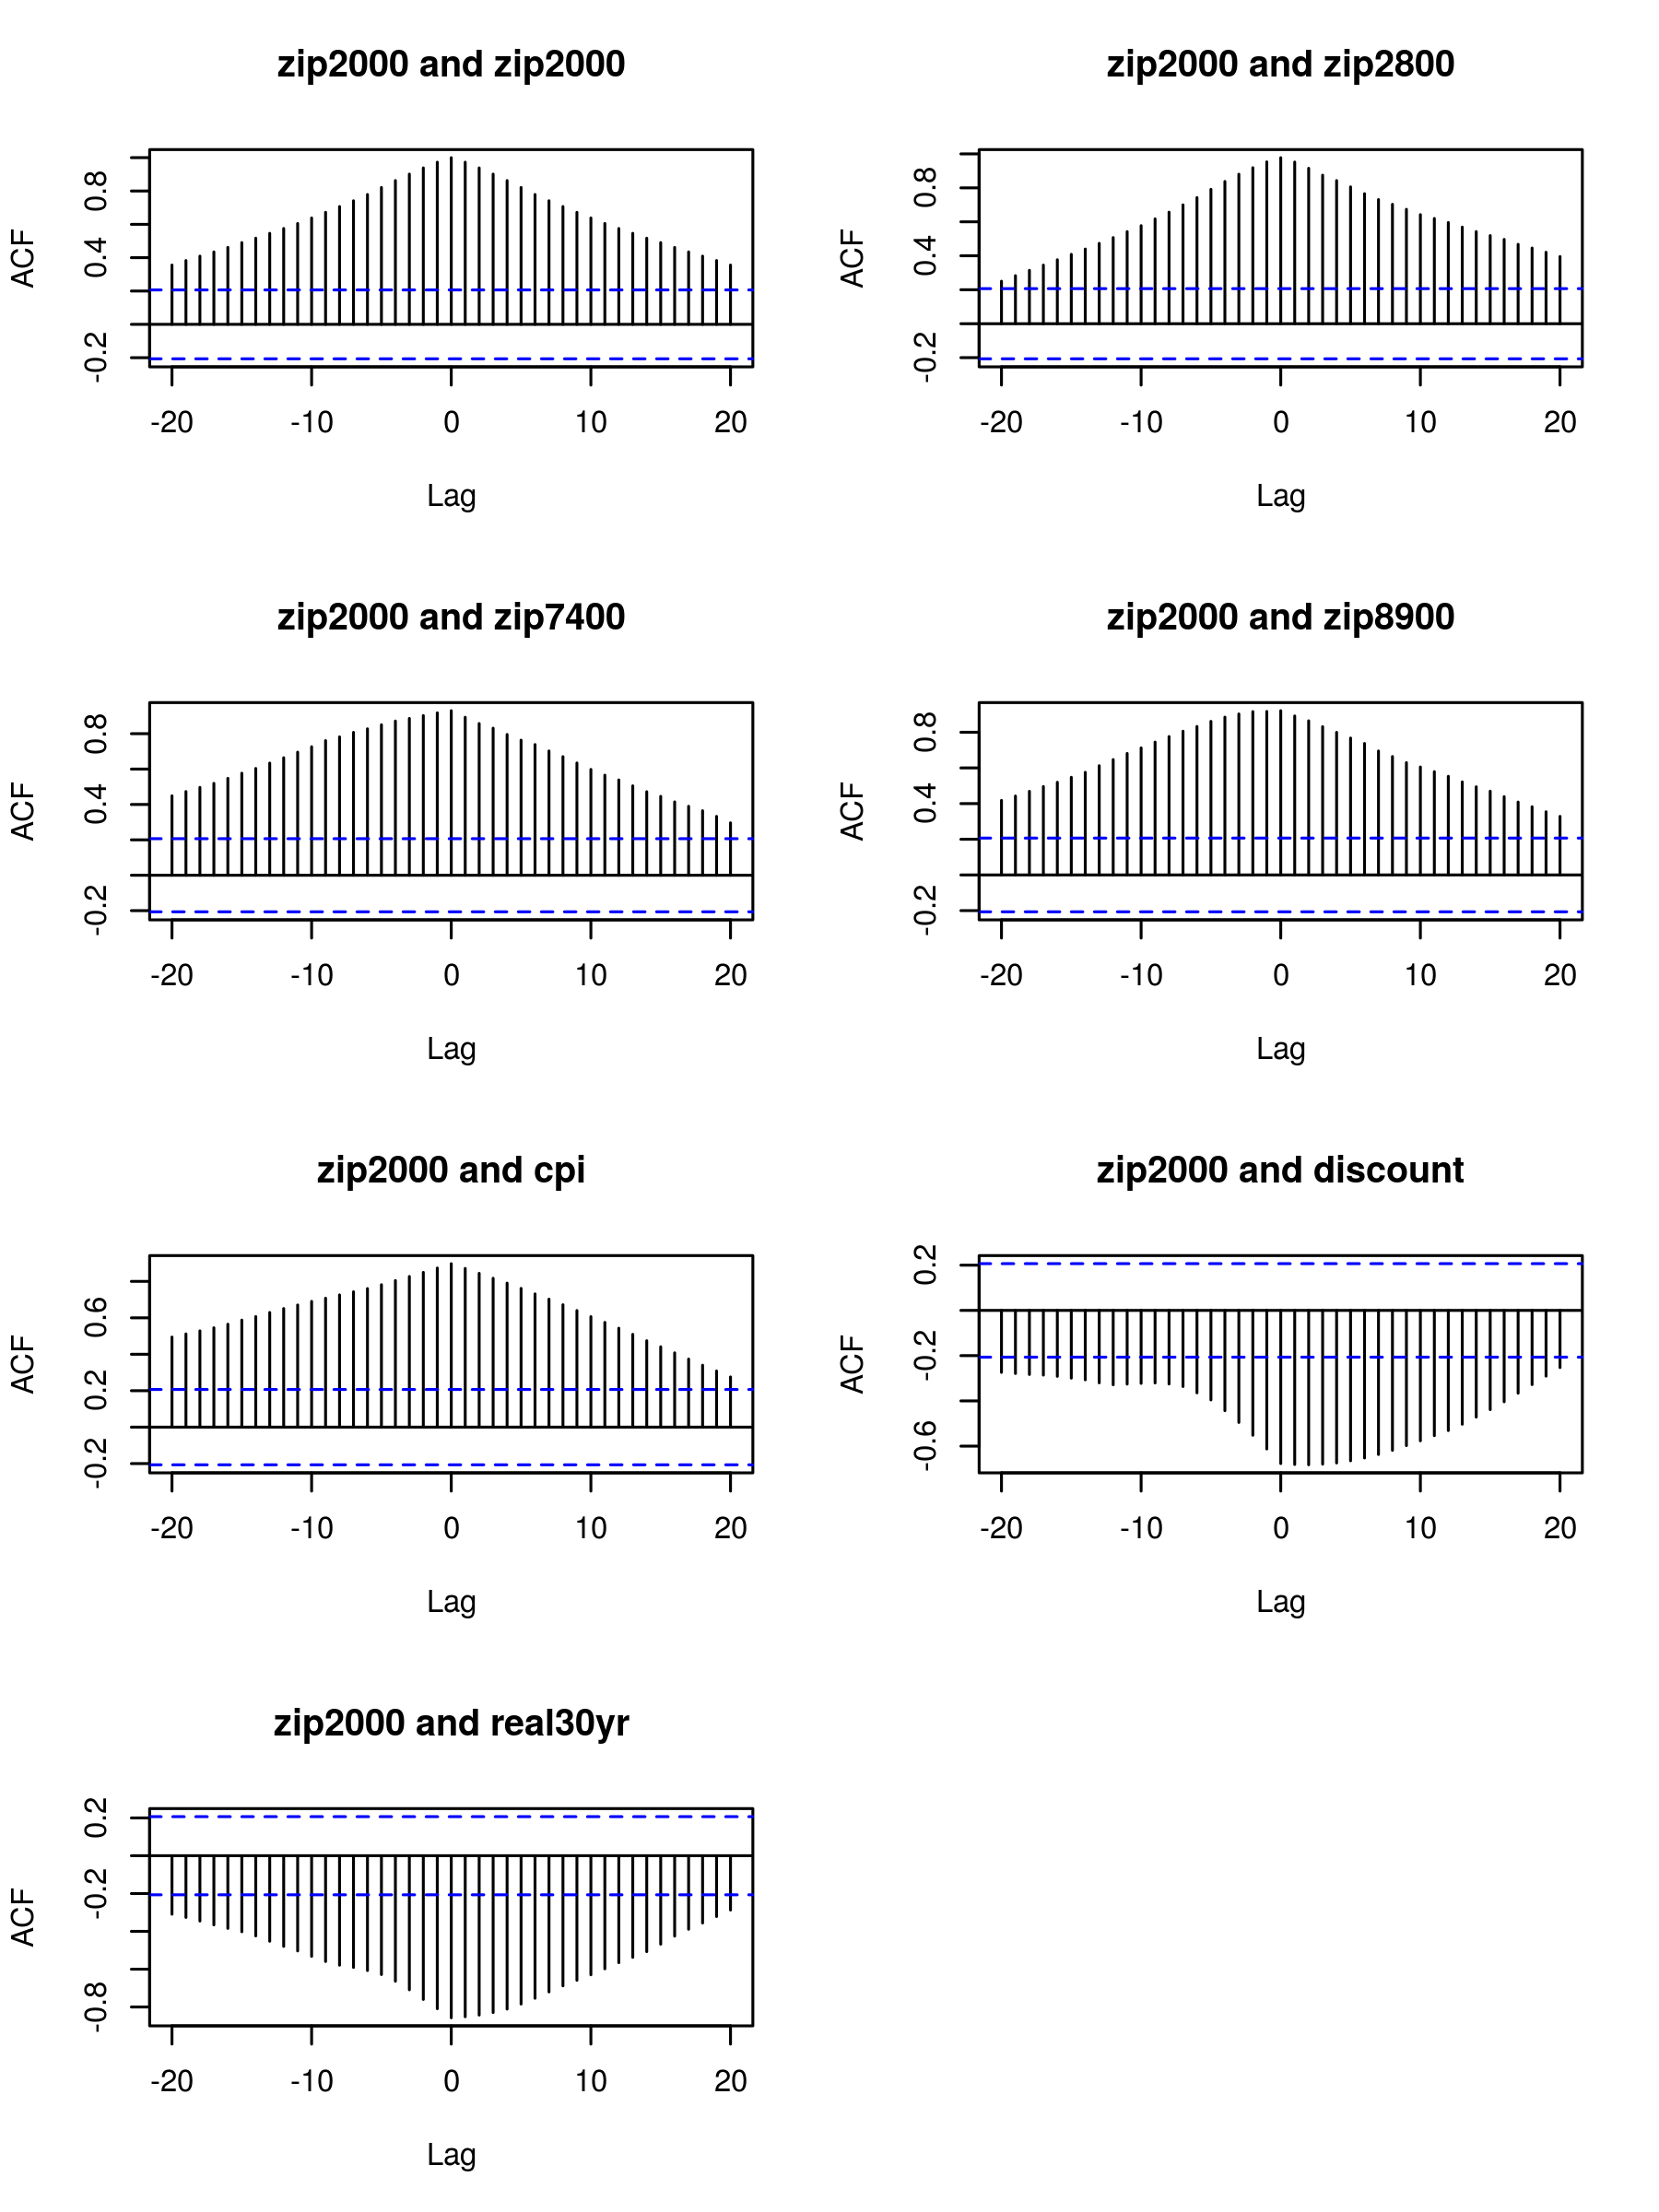 zip2000 and zip2000
ACF
0.8
0.4
-0.2
-20 -10 0 10 20
Lag
zip2000 and zip2800
ACF
0.8
0.4
-0.2
-20 -10 0 10 20
Lag
zip2000 and zip7400
ACF
0.8
0.4
-0.2
-20 -10 0 10 20
Lag
zip2000 and zip8900
ACF
0.8
0.4
-0.2
-20 -10 0 10 20
Lag
zip2000 and cpi
ACF
0.6
0.2
-0.2
-20 -10 0 10 20
Lag
zip2000 and discount
ACF
0.2
-0.2
-0.6
-20 -10 0 10 20
Lag
zip2000 and real30yr
ACF
0.2
-0.2
-0.8
-20 -10 0 10 20
Lag